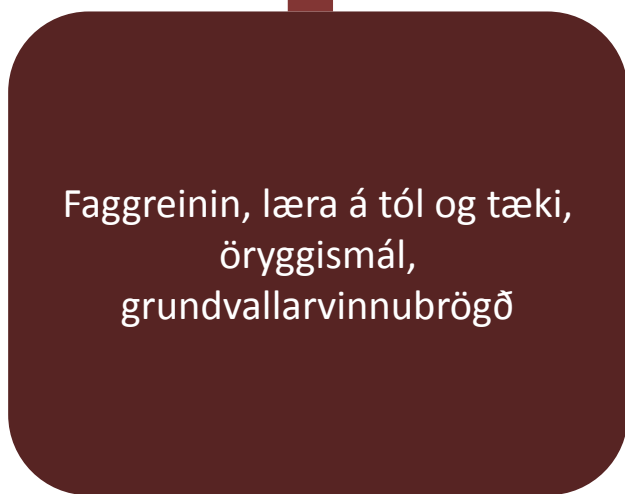 Faggreinin, læra á tól og tæki,
öryggismál,
grundvallarvinnubrögð